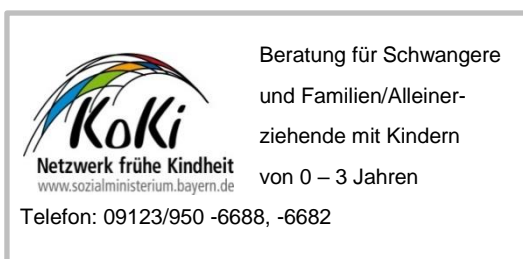 KoKi
Netzwerk frühe Kindheit
www.sozialministerium.bayern.de
Beratung für Schwangere
und Familien/Alleiner-
ziehende mit Kindern
von 0 – 3 Jahren
Telefon: 09123/950 -6688, -6682